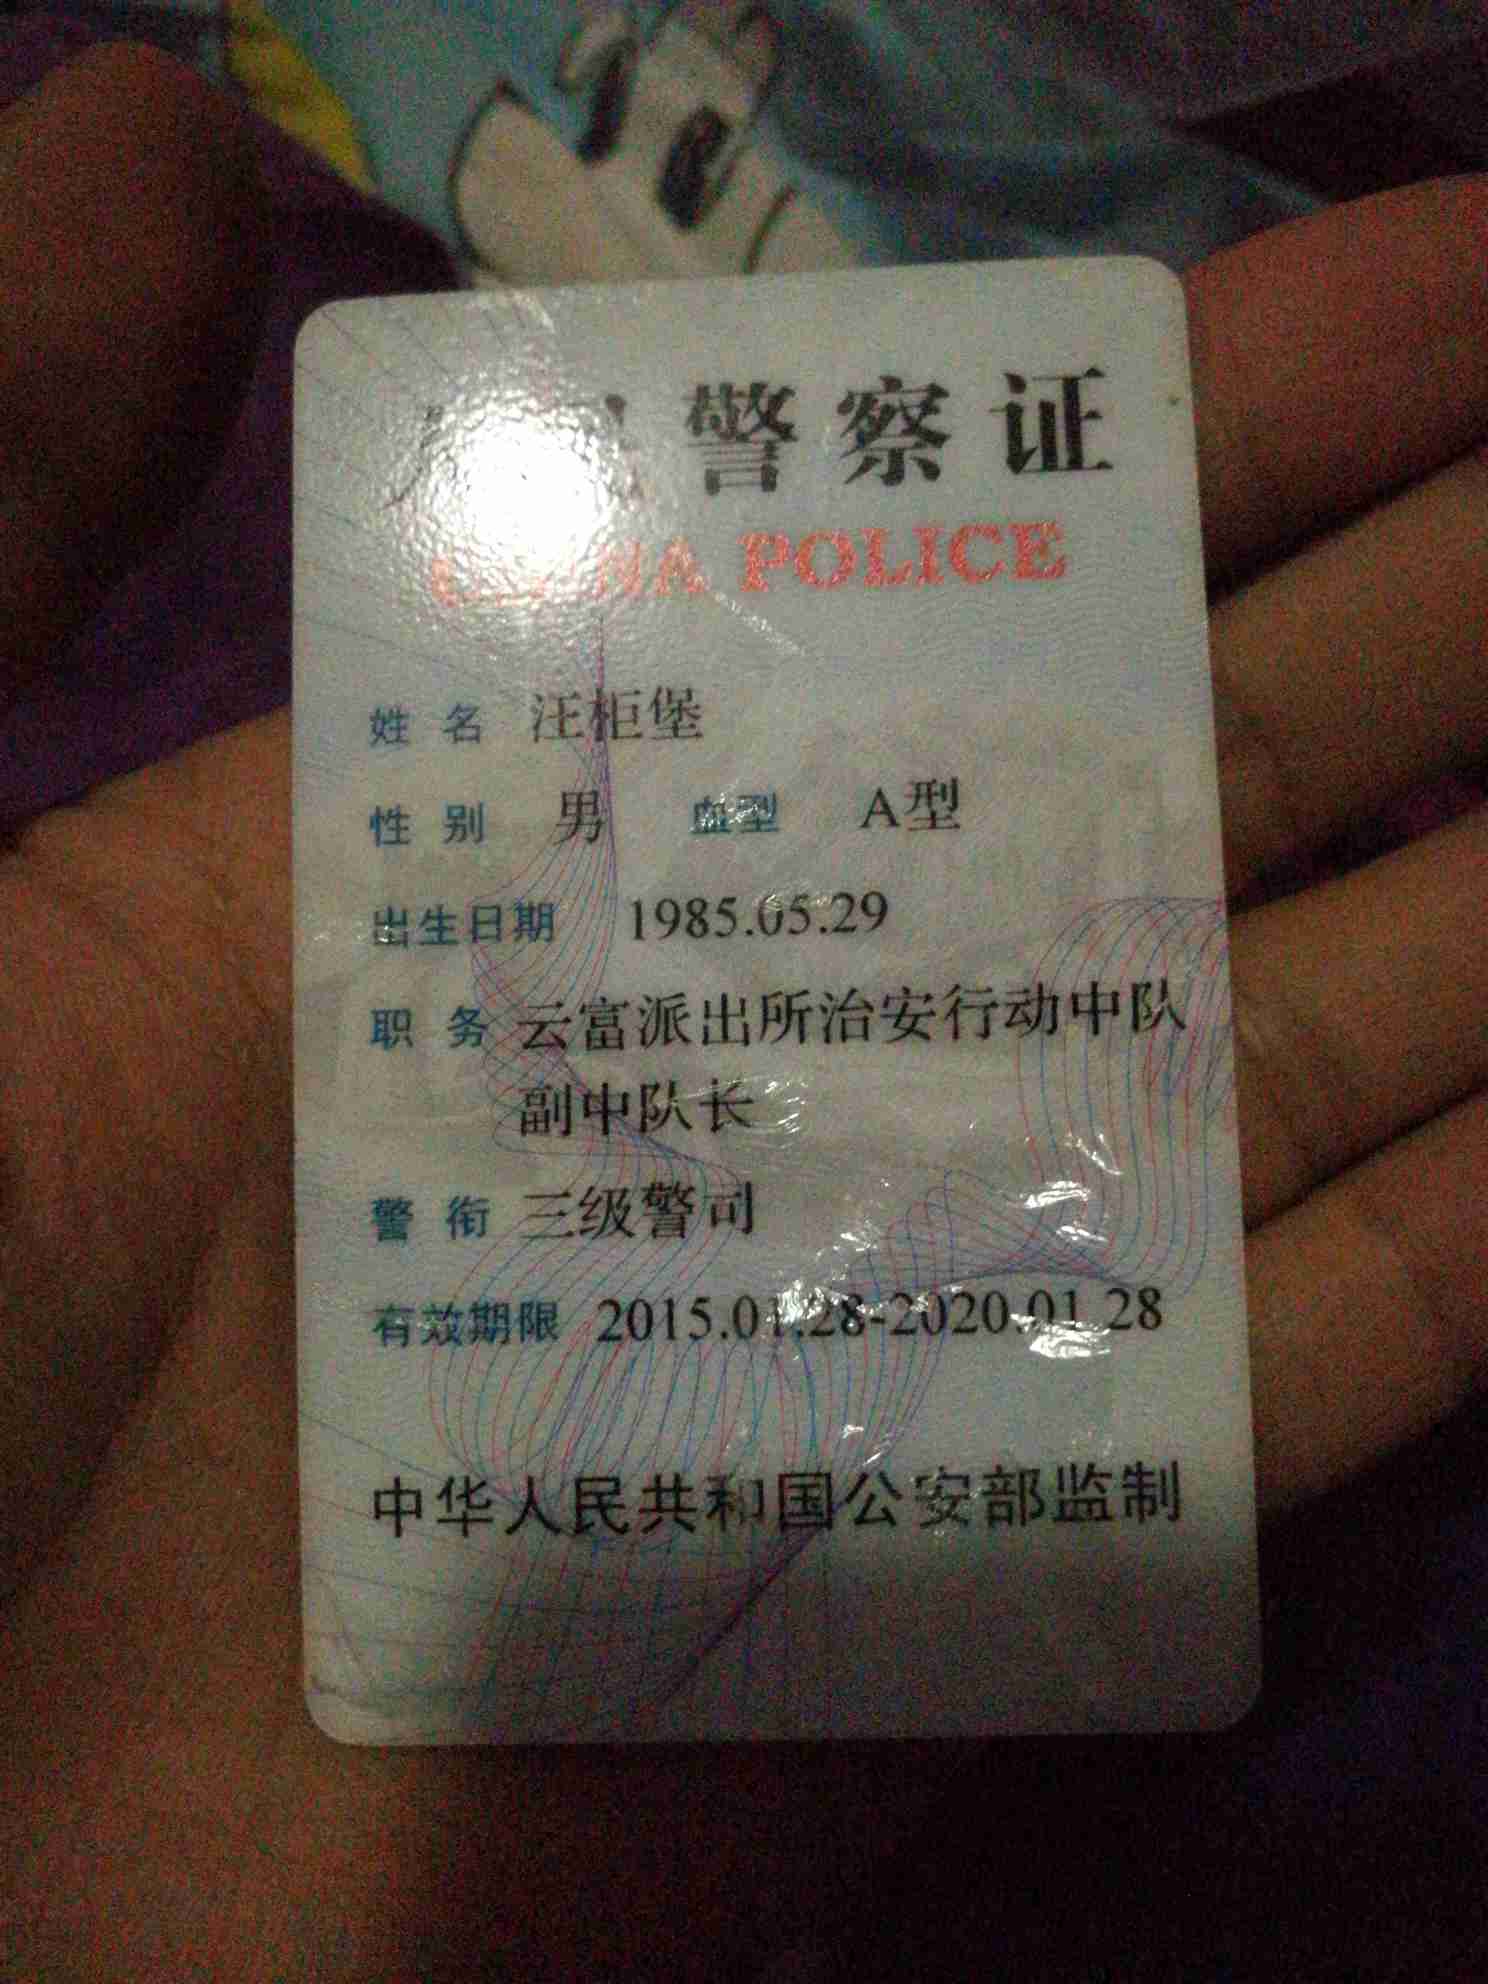 警察证
POLICE
姓名 汪柜堡
性别 男 血型 A型
出生日期 1985.05.29
职务 云富派出所治安行动中队
副中队长
警衔 三级警司
有效期限 2015.01.28-2020.01.28
中华人民共和国公安部监制